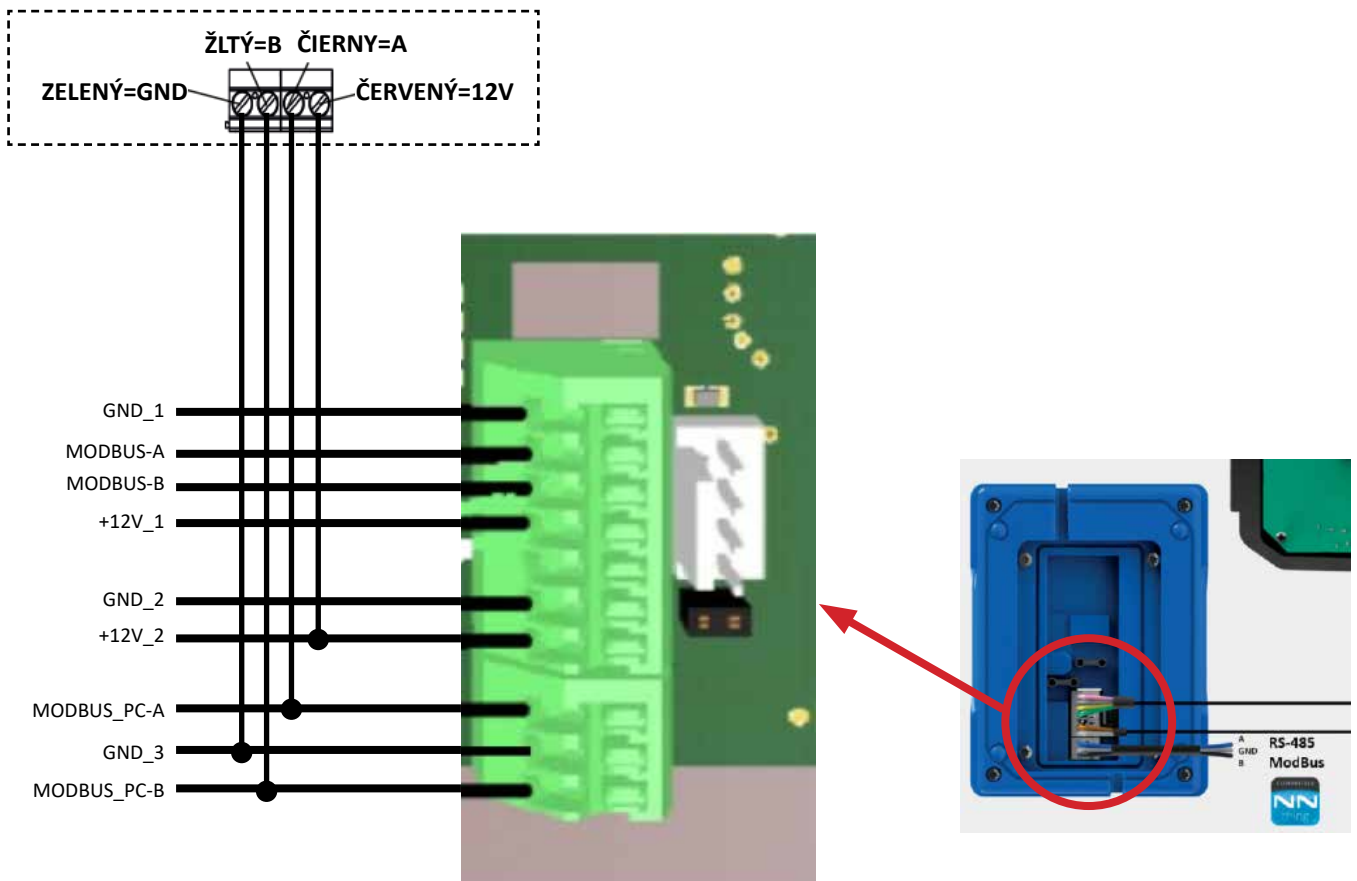 ŽLTÝ=B ČIERNY=A
ZELENÝ=GND ČERVENÝ=12V
GND_1
MODBUS-A
MODBUS-B
+12V_1
GND_2
+12V_2
MODBUS_PC-A
GND_3
MODBUS_PC-B
A
GND
B
RS-485
ModBus
NN
thing